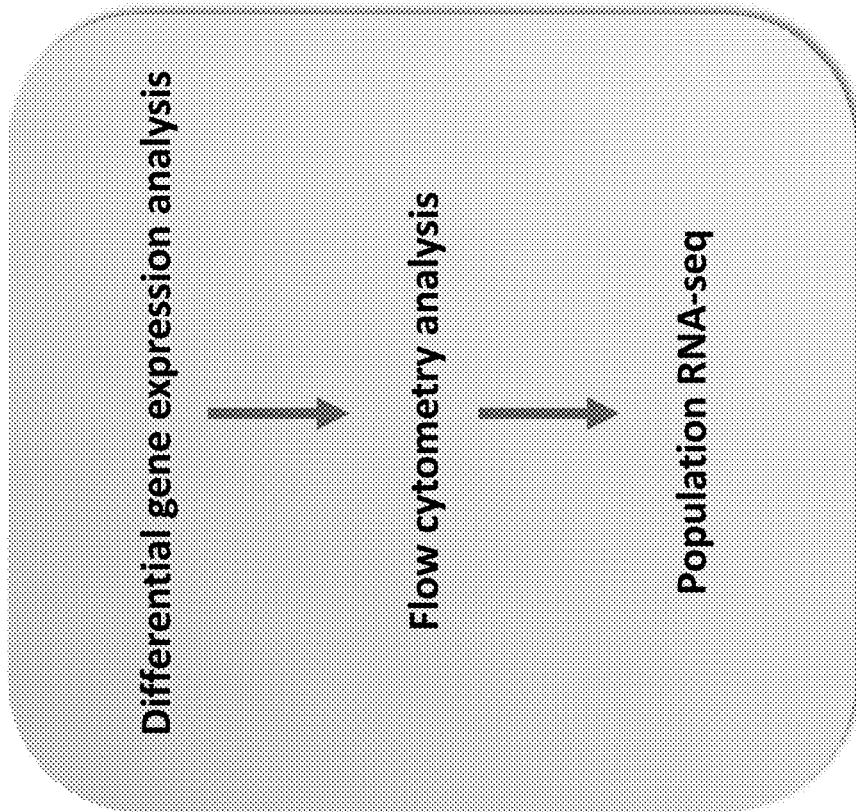 Differential gene expression analysis
Flow cytometry analysis
Population RNA-seq